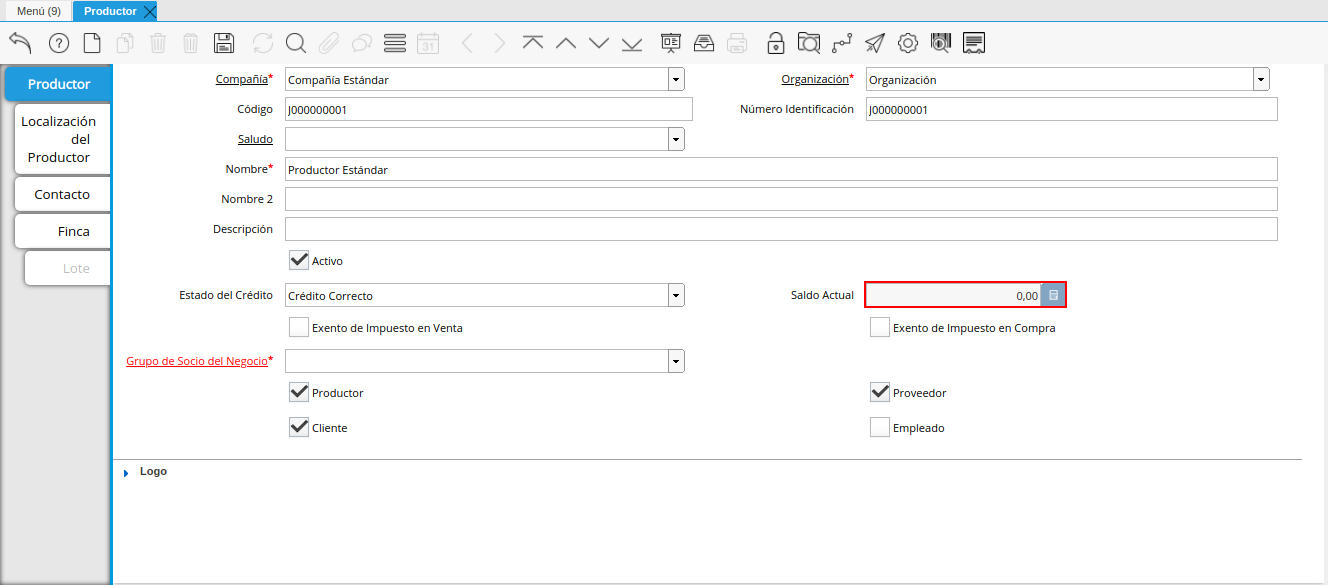 Menú (9) Productor
31
Productor
Localización
del
Productor
Contacto
Finca
Lote
Compañía* Compañía Estándar Organización* Organización
Código J000000001 Número Identificación J000000001
Saludo
Nombre* Productor Estándar
Nombre 2
Descripción
Activo
Estado del Crédito Crédito Correcto Saldo Actual 0,00
Exento de Impuesto en Venta Exento de Impuesto en Compra
Grupo de Socio del Negocio*
Productor Proveedor
Cliente Empleado
Logo